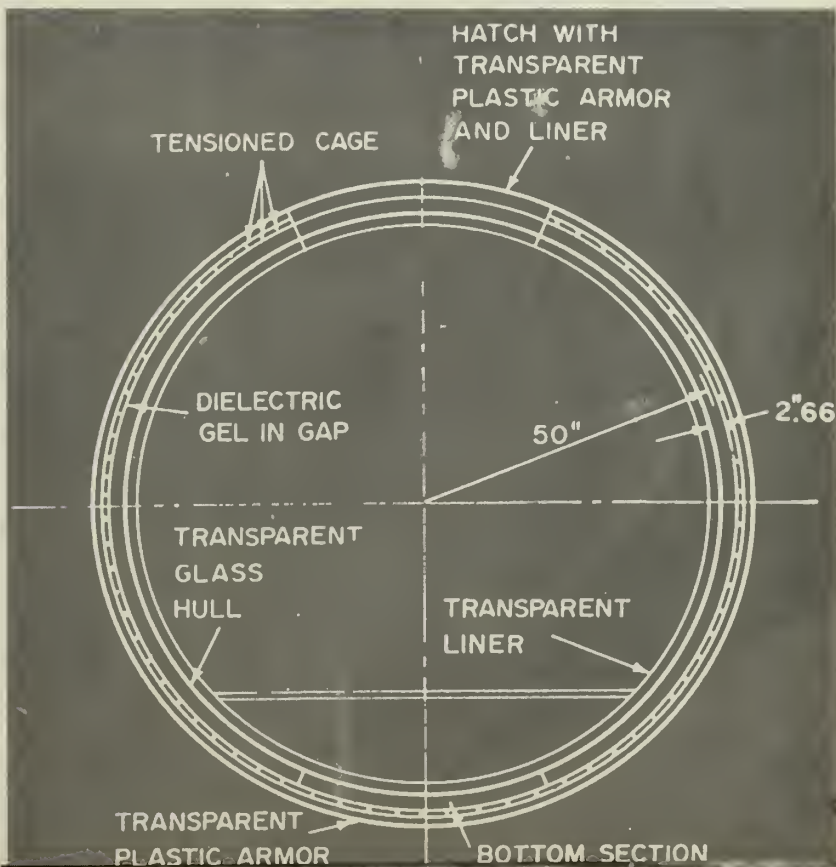 HATCH WITH
TRANSPARENT
PLASTIC ARMOR
AND LINER
TENSIONED CAGE
DIELECTRIC
GEL IN GAP
50"
2".66
TRANSPARENT
GLASS
HULL
TRANSPARENT
LINER
TRANSPARENT
PLASTIC ARMOR
BOTTOM SECTION